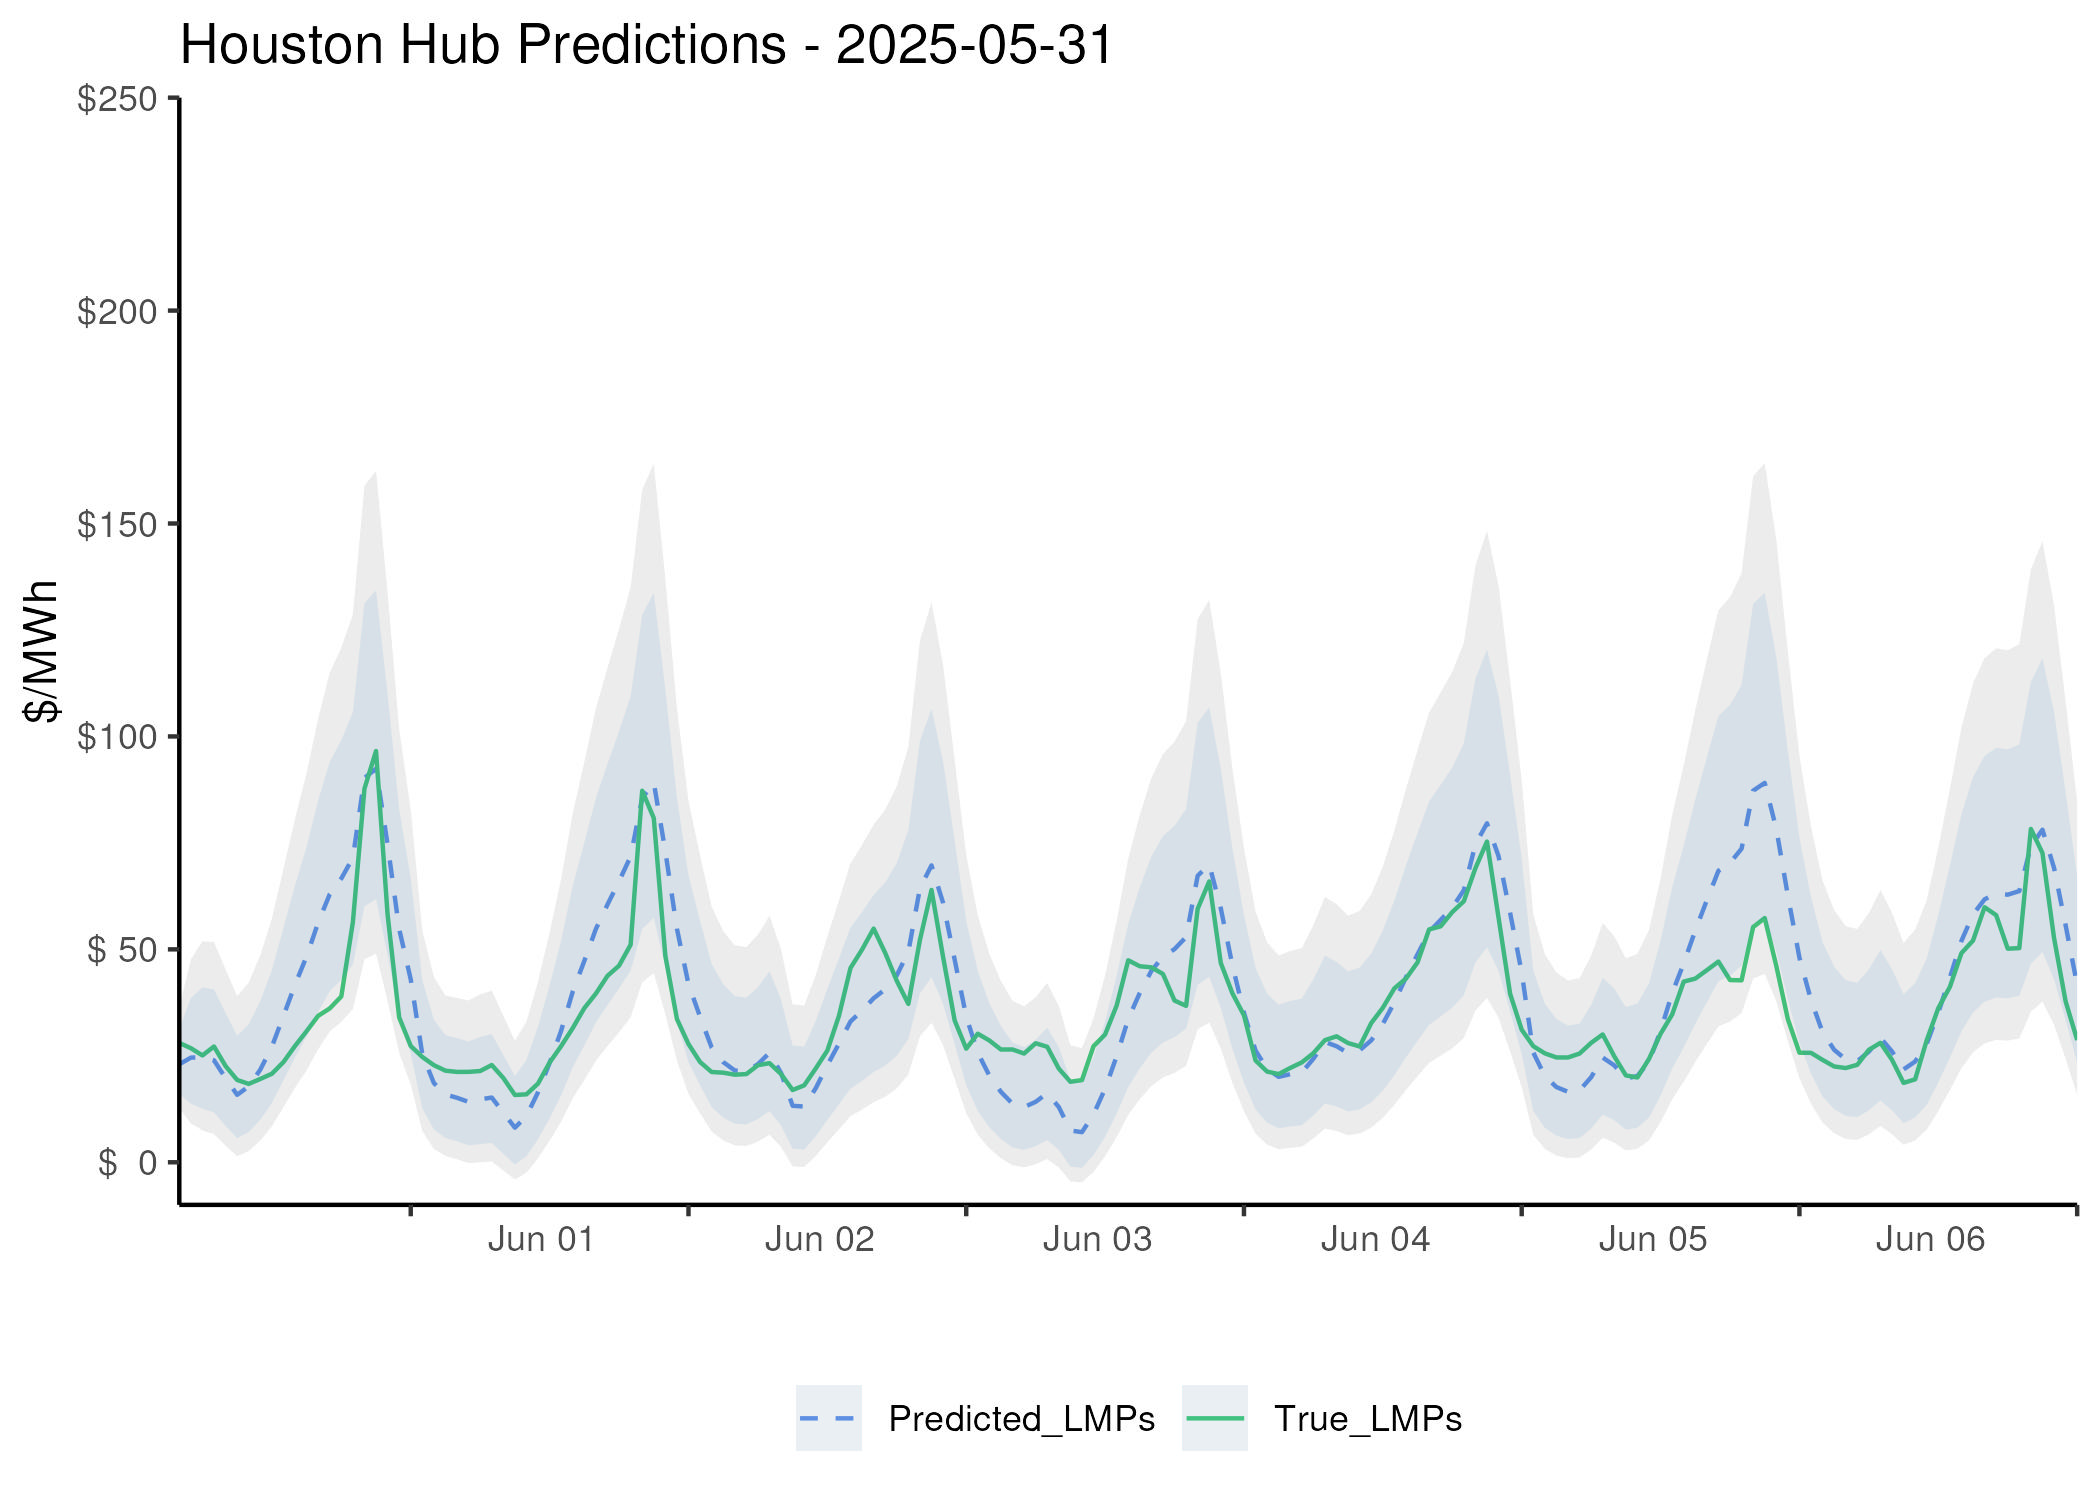 Houston Hub Predictions - 2025-05-31
$250
$200
$150
$100
$ 50
$  0
$/MWh
Jun 01 Jun 02 Jun 03 Jun 04 Jun 05 Jun 06
Predicted_LMPs True_LMPs